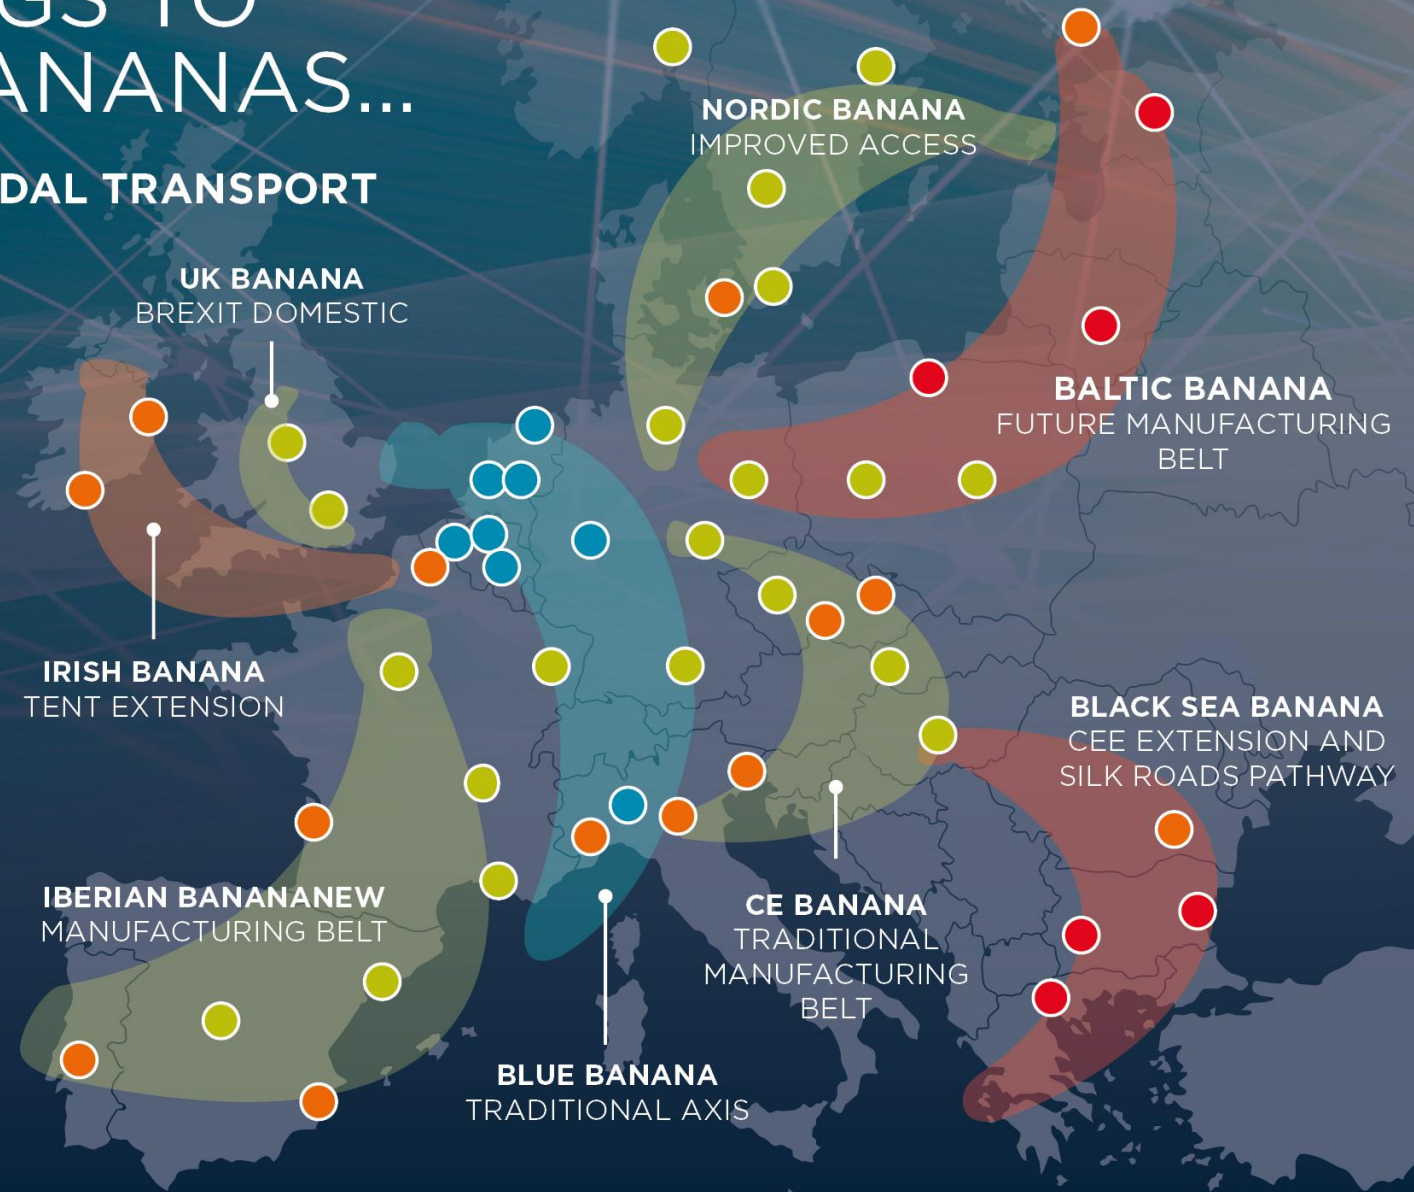 GS TO
ANANAS...
DAL TRANSPORT
NORDIC BANANA
IMPROVED ACCESS
UK BANANA
BREXIT DOMESTIC
BALTIC BANANA
FUTURE MANUFACTURING
BELT
IRISH BANANA
TENT EXTENSION
BLACK SEA BANANA
CEE EXTENSION AND
SILK ROADS PATHWAY
IBERIAN BANANANEW
MANUFACTURING BELT
CE BANANA
TRADITIONAL
MANUFACTURING
BELT
BLUE BANANA
TRADITIONAL AXIS